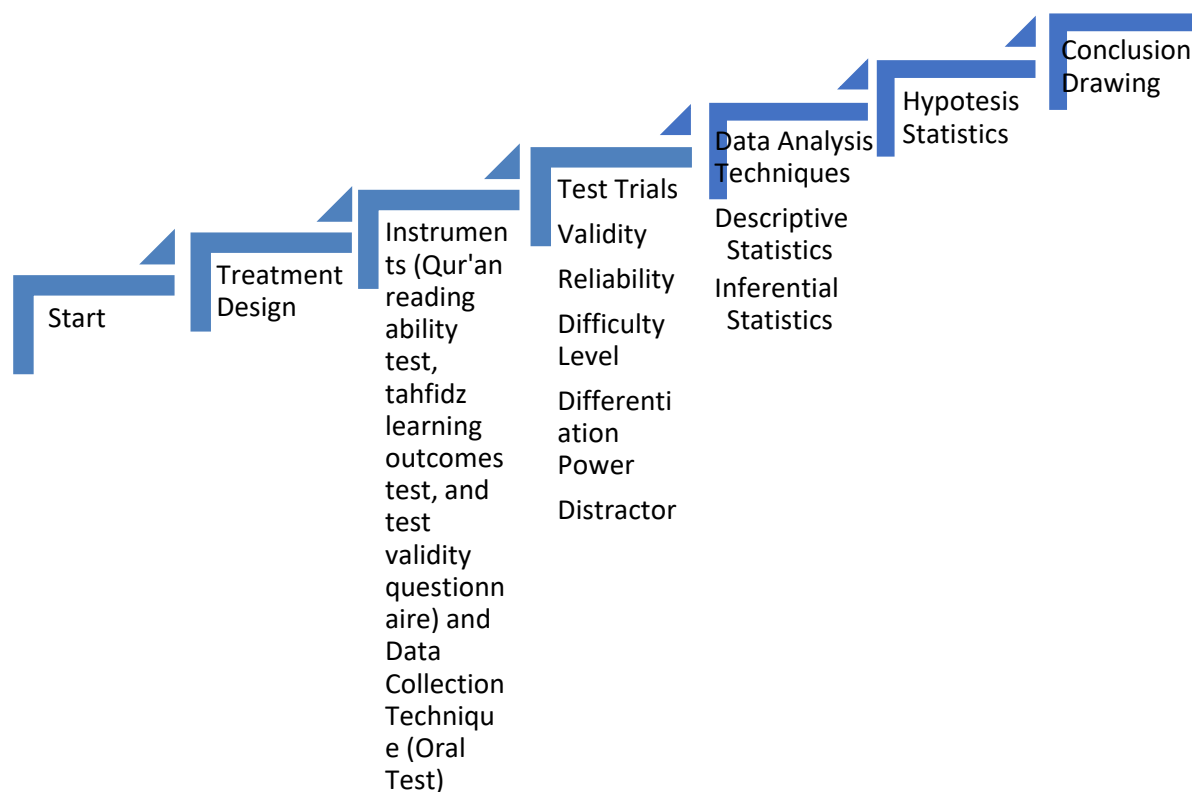 Start
Treatment
Design
Instrumen
ts (Qur'an
reading
ability
test,
tahfidz
learning
outcomes
test, and
test
validity
questionn
aire) and
Data
Collection
Techniqu
e (Oral
Test)
Test Trials
Validity
Reliability
Difficulty
Level
Differenti
ation
Power
Distractor
Data Analysis
Techniques
Descriptive
Statistics
Inferential
Statistics
Hypotesis
Statistics
Conclusion
Drawing